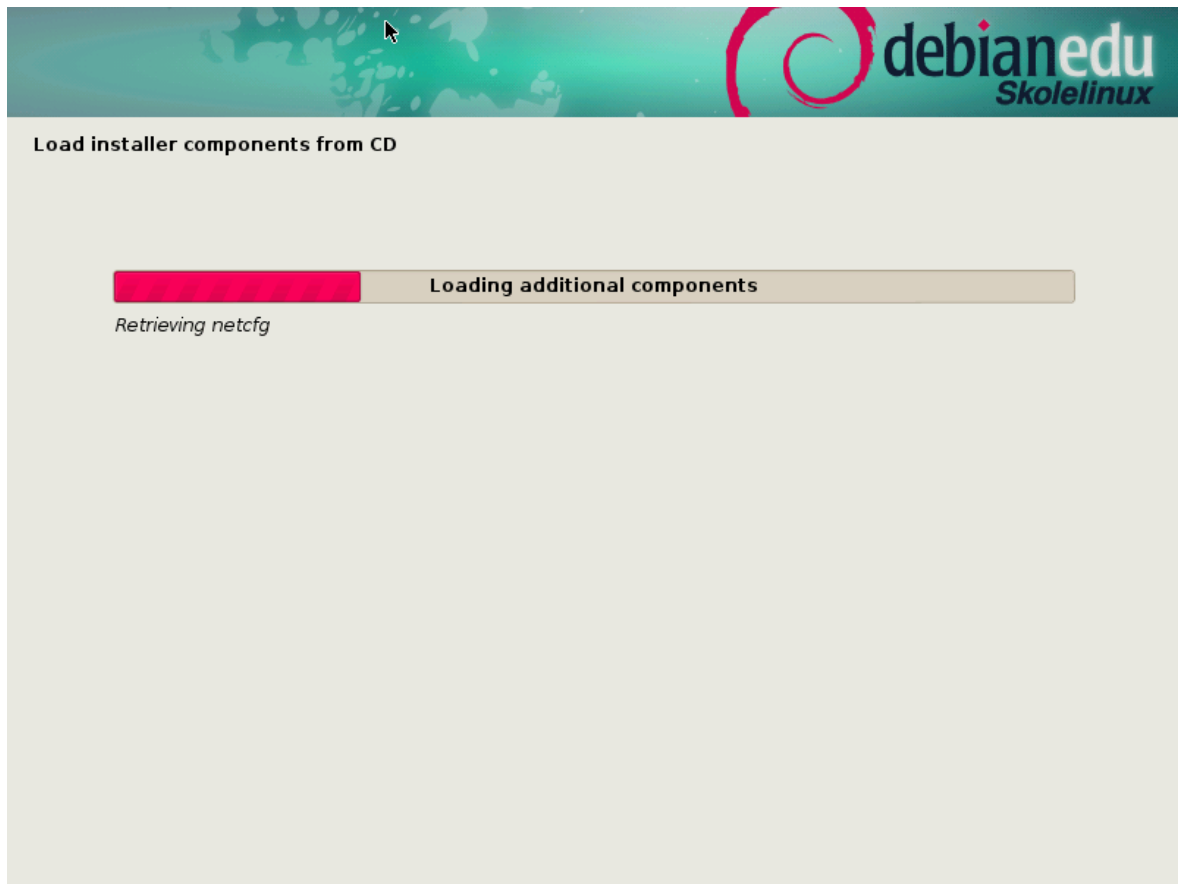 debianedu
Skolelinux
Load installer components from CD
Loading additional components
Retrieving netcfg